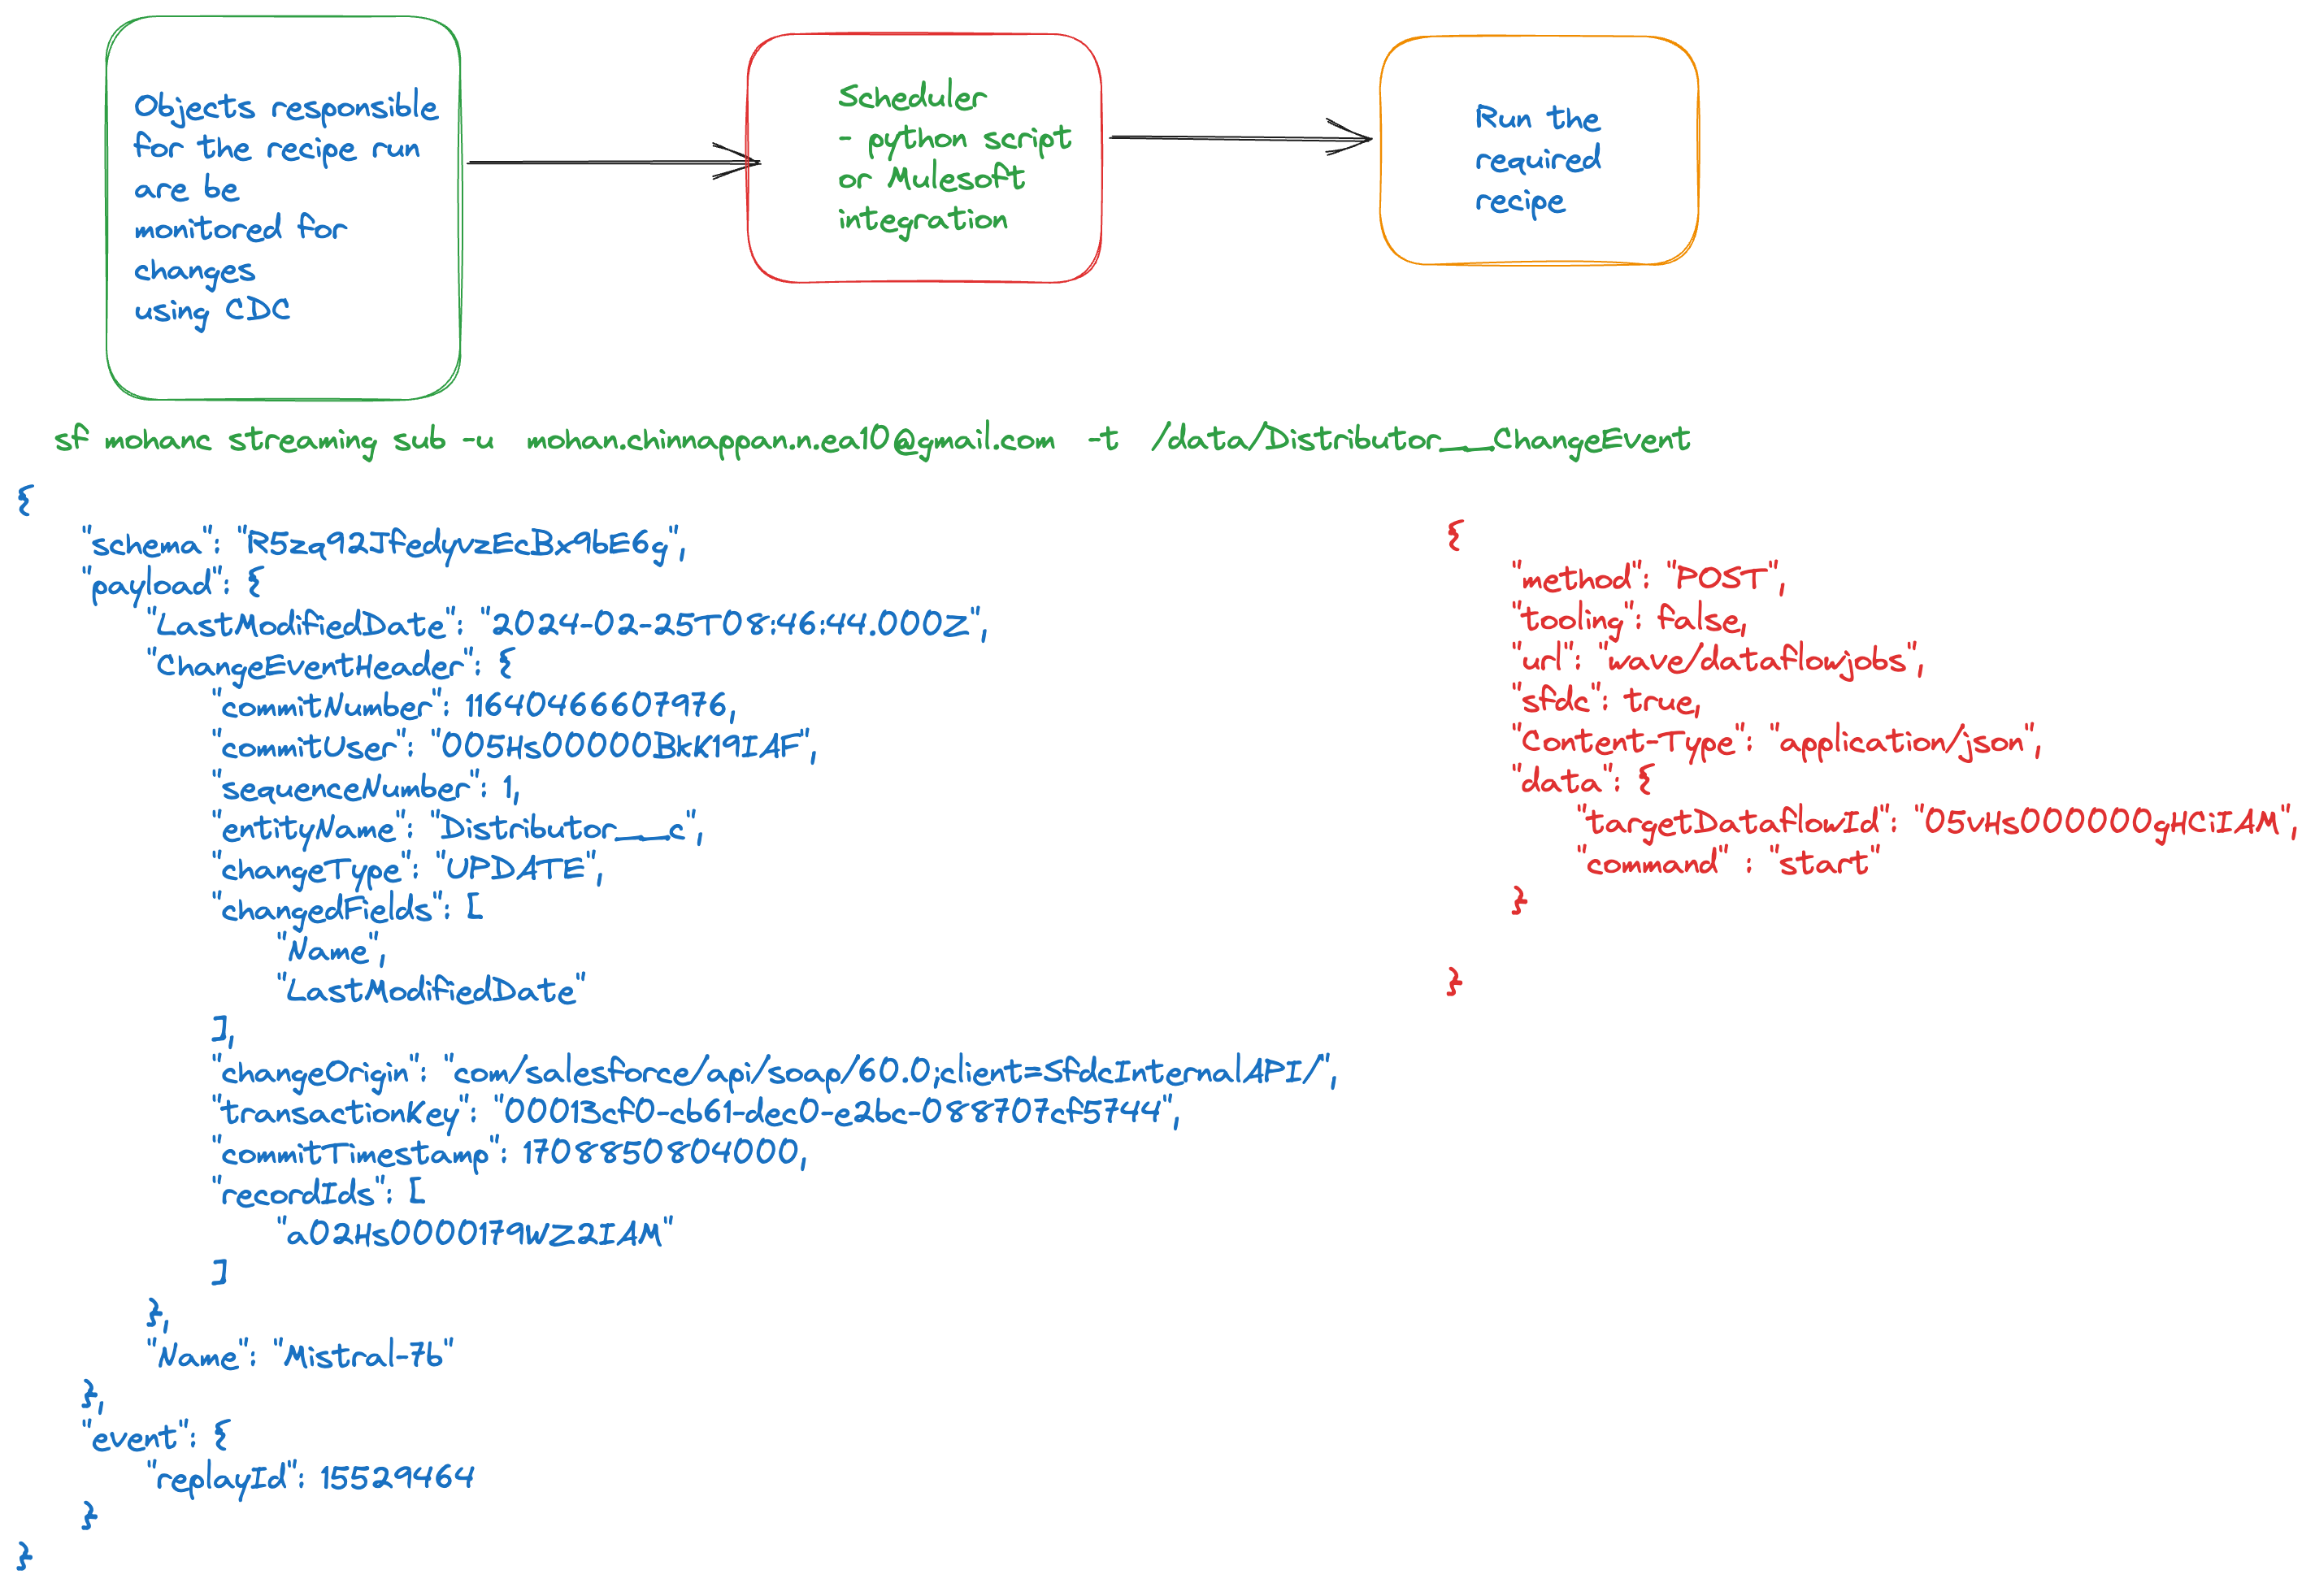 Objects responsible
for the recipe run
are be
monitored for
changes
using CDC
Scheduler
- python script
or Mulesoft
integration
Run the
required
recipe
sf mohanc streaming sub -u mohan.chinnappan.n.ea10@gmail.com -t /data/Distributor__ChangeEvent
{
"schema": "R5zq92JfedyvzEcBx9bE6g",
"payload": {
"LastModifiedDate": "2024-02-25T08:46:44.000Z",
"ChangeEventHeader": {
"commitNumber": 11640466607976,
"commitUser": "005Hs00000BkK19IAF",
"sequenceNumber": 1,
"entityName": "Distributor__c",
"changeType": "UPDATE",
"changedFields": [
"Name",
"LastModifiedDate"
],
"changeOrigin": "com/salesforce/api/soap/60.0;client=SfdcInternalAPI/",
"transactionKey": "00013cf0-cb61-dec0-e2bc-088707cf5744",
"commitTimestamp": 1708850804000,
"recordIds": [
"a02Hs0000179WZ2IAM"
]
},
"Name": "Mistral-7b"
},
"event": {
"replayId": 15529464
}
}
{
"method": "POST",
"tooling": false,
"url": "wave/dataflowjobs",
"sfdc": true,
"Content-Type": "application/json",
"data": {
"targetDataflowId": "05vHs000000gHCiIAM",
"command" : "start"
}
}